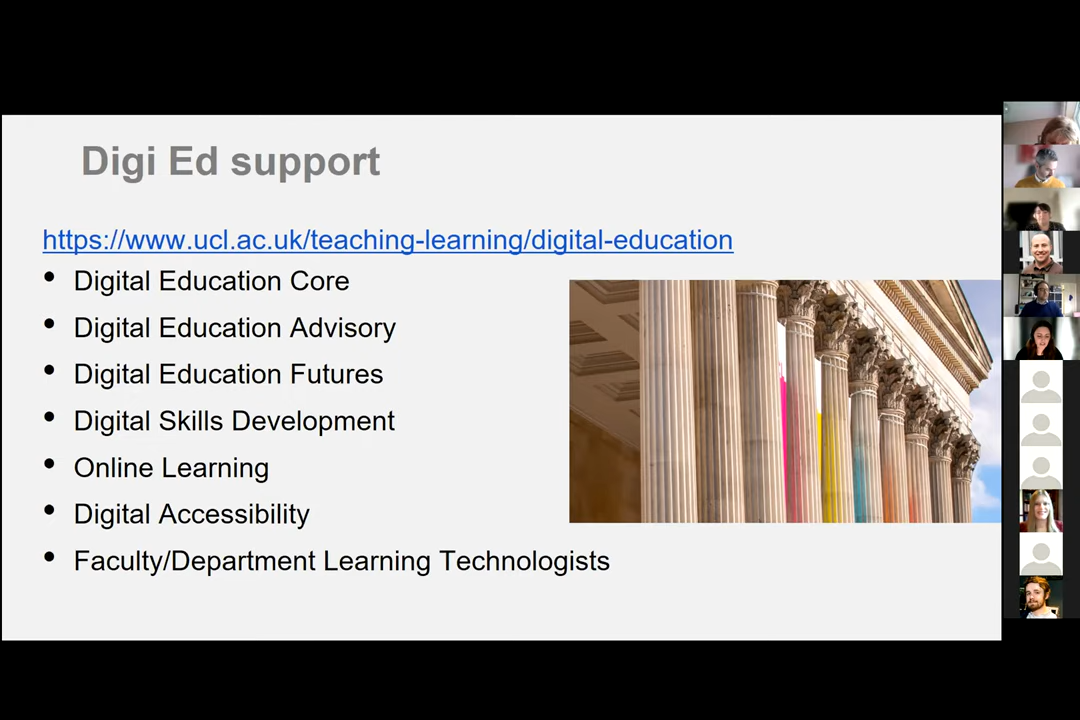 Digi Ed support
https://www.ucl.ac.uk/teaching-learning/digital-education
• Digital Education Core
• Digital Education Advisory
• Digital Education Futures
• Digital Skills Development
• Online Learning
• Digital Accessibility
• Faculty/Department Learning Technologists